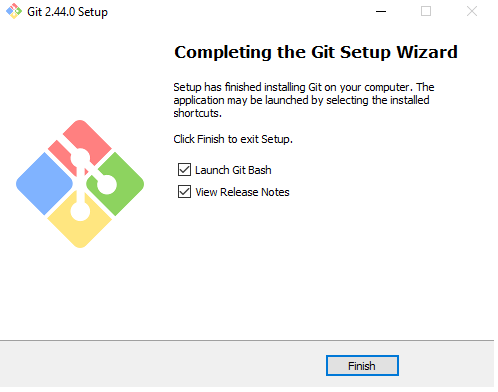 Git 2.44.0 Setup
Completing the Git Setup Wizard
Setup has finished installing Git on your computer. The
application may be launched by selecting the installed
shortcuts.
Click Finish to exit Setup.
Launch Git Bash
View Release Notes
Finish